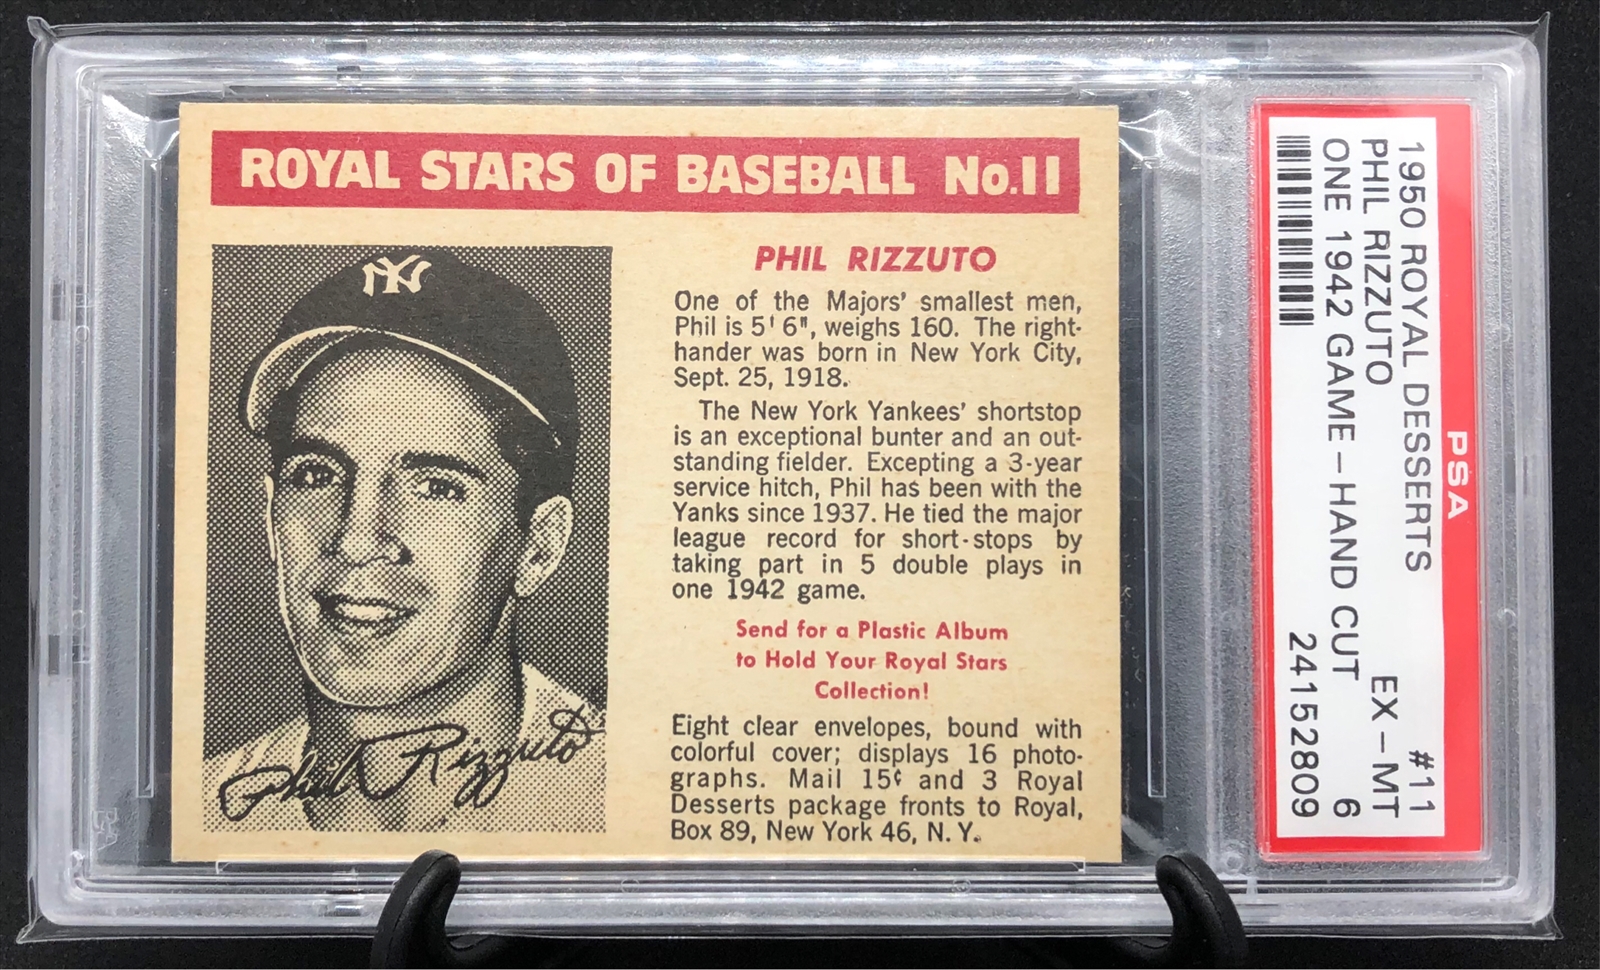 ROYAL STARS OF BASEBALL No.11
NY
Phil Rizzuto
PHIL RIZZUTO
One of the Majors' smallest men,
Phil is 5' 6", weighs 160. The right-
hander was born in New York City,
Sept. 25, 1918.
The New York Yankees' shortstop
is an exceptional bunter and an out-
standing fielder. Excepting a 3-year
service hitch, Phil has been with the
Yanks since 1937. He tied the major
league record for short-stops by
taking part in 5 double plays in
one 1942 game.
Send for a Plastic Album
to Hold Your Royal Stars
Collection!
Eight clear envelopes, bound with
colorful cover; displays 16 photo-
graphs. Mail 15¢ and 3 Royal
Desserts package fronts to Royal,
Box 89, New York 46, N. Y.
PSA
1950 ROYAL DESSERTS #11
PHIL RIZZUTO EX-MT
ONE 1942 GAME-HAND CUT 6
24152809